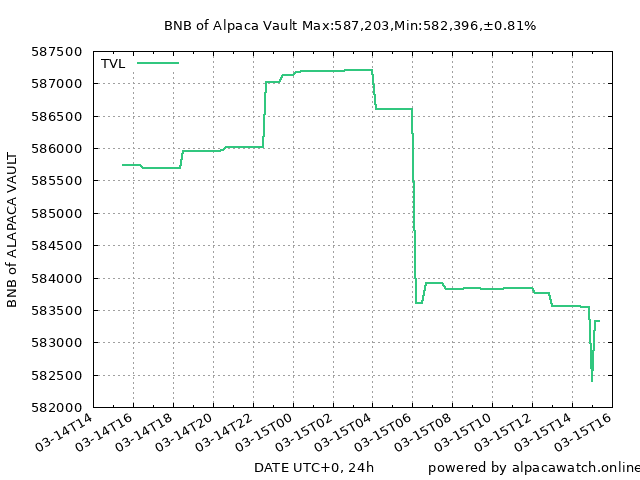 BNB of Alpaca Vault Max:587,203,Min:582,396,±0.81%
TVL
587500
587000
586500
586000
585500
585000
584500
584000
583500
583000
582500
582000
BNB of ALAPACA VAULT
03-14T14
03-14T16
03-14T18
03-14T20
03-14T22
03-15T00
03-15T02
03-15T04
03-15T06
03-15T08
03-15T10
03-15T12
03-15T14
03-15T16
DATE UTC+0, 24h
powered by alpacawatch.online